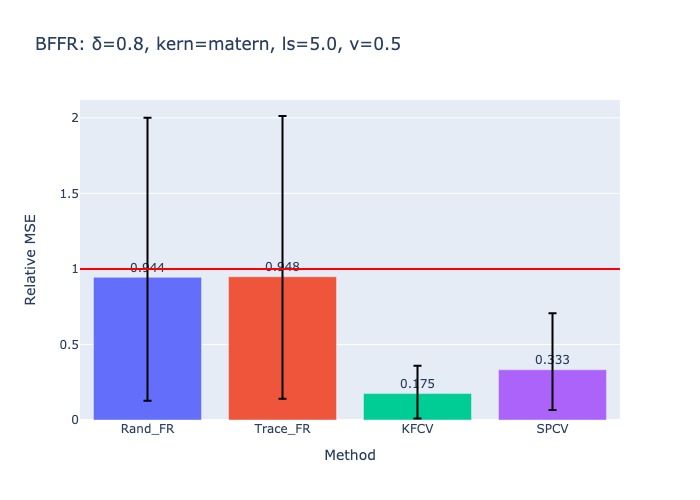 BFFR: δ=0.8, kern=matern, ls=5.0, v=0.5
2
1.5
1
0.5
0
Relative MSE
0.944
0.948
0.175
0.333
Rand_FR
Trace_FR
KFCV
SPCV
Method